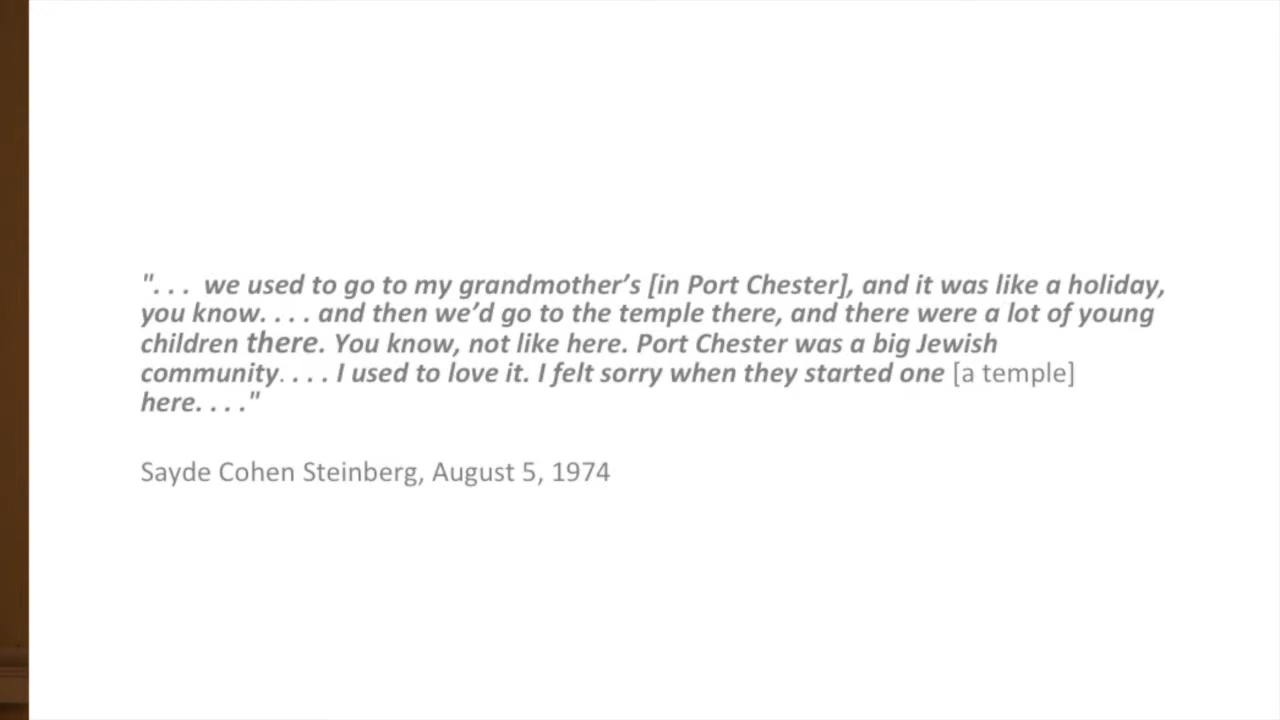 ". . .  we used to go to my grandmother’s [in Port Chester], and it was like a holiday,
you know. . . . and then we’d go to the temple there, and there were a lot of young
children there. You know, not like here. Port Chester was a big Jewish
community. . . . I used to love it. I felt sorry when they started one [a temple]
here. . . ."
Sayde Cohen Steinberg, August 5, 1974